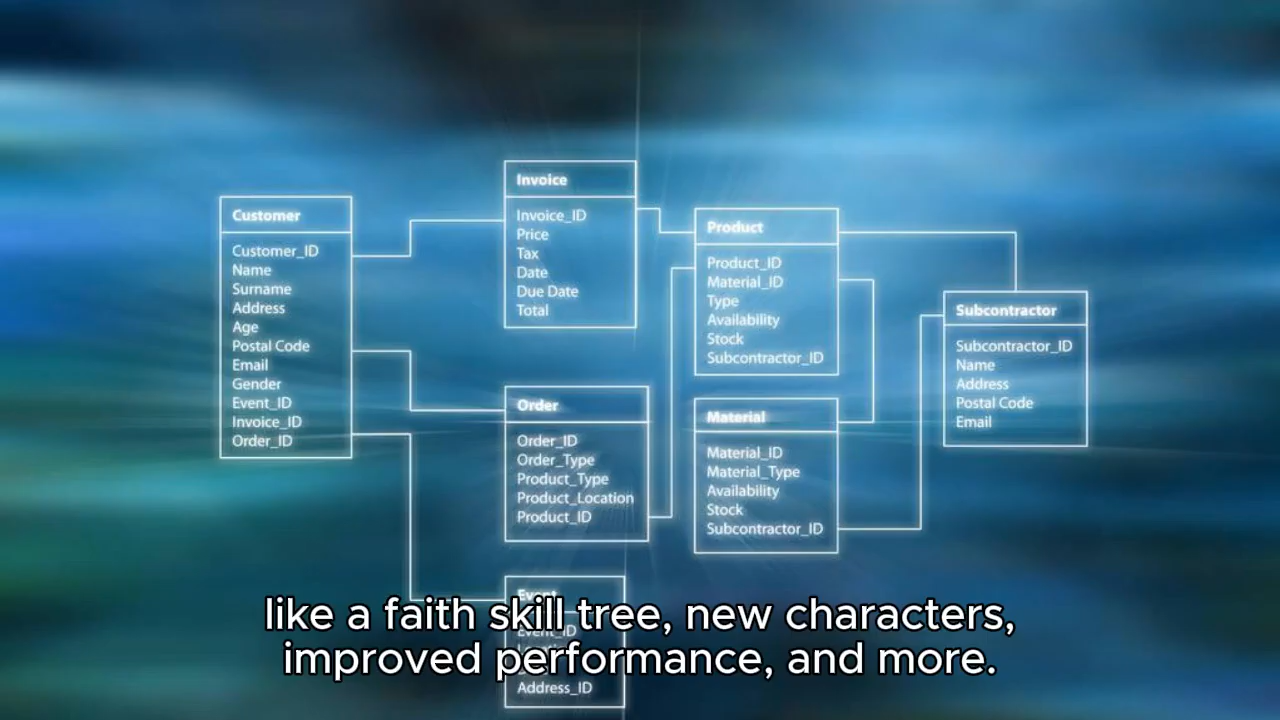 Customer
Customer_ID
Name
Surname
Address
Age
Postal Code
Email
Gender
Event_ID
Invoice_ID
Order_ID
Invoice
Invoice_ID
Price
Tax
Date
Due Date
Total
Order
Order_ID
Order_Type
Product_Type
Product_Location
Product_ID
Event
Event_ID
Address_ID
Product
Product_ID
Material_ID
Type
Availability
Stock
Subcontractor_ID
Material
Material_ID
Material_Type
Availability
Stock
Subcontractor_ID
Subcontractor
Subcontractor_ID
Name
Address
Postal Code
Email
like a faith skill tree, new characters,
improved performance, and more.